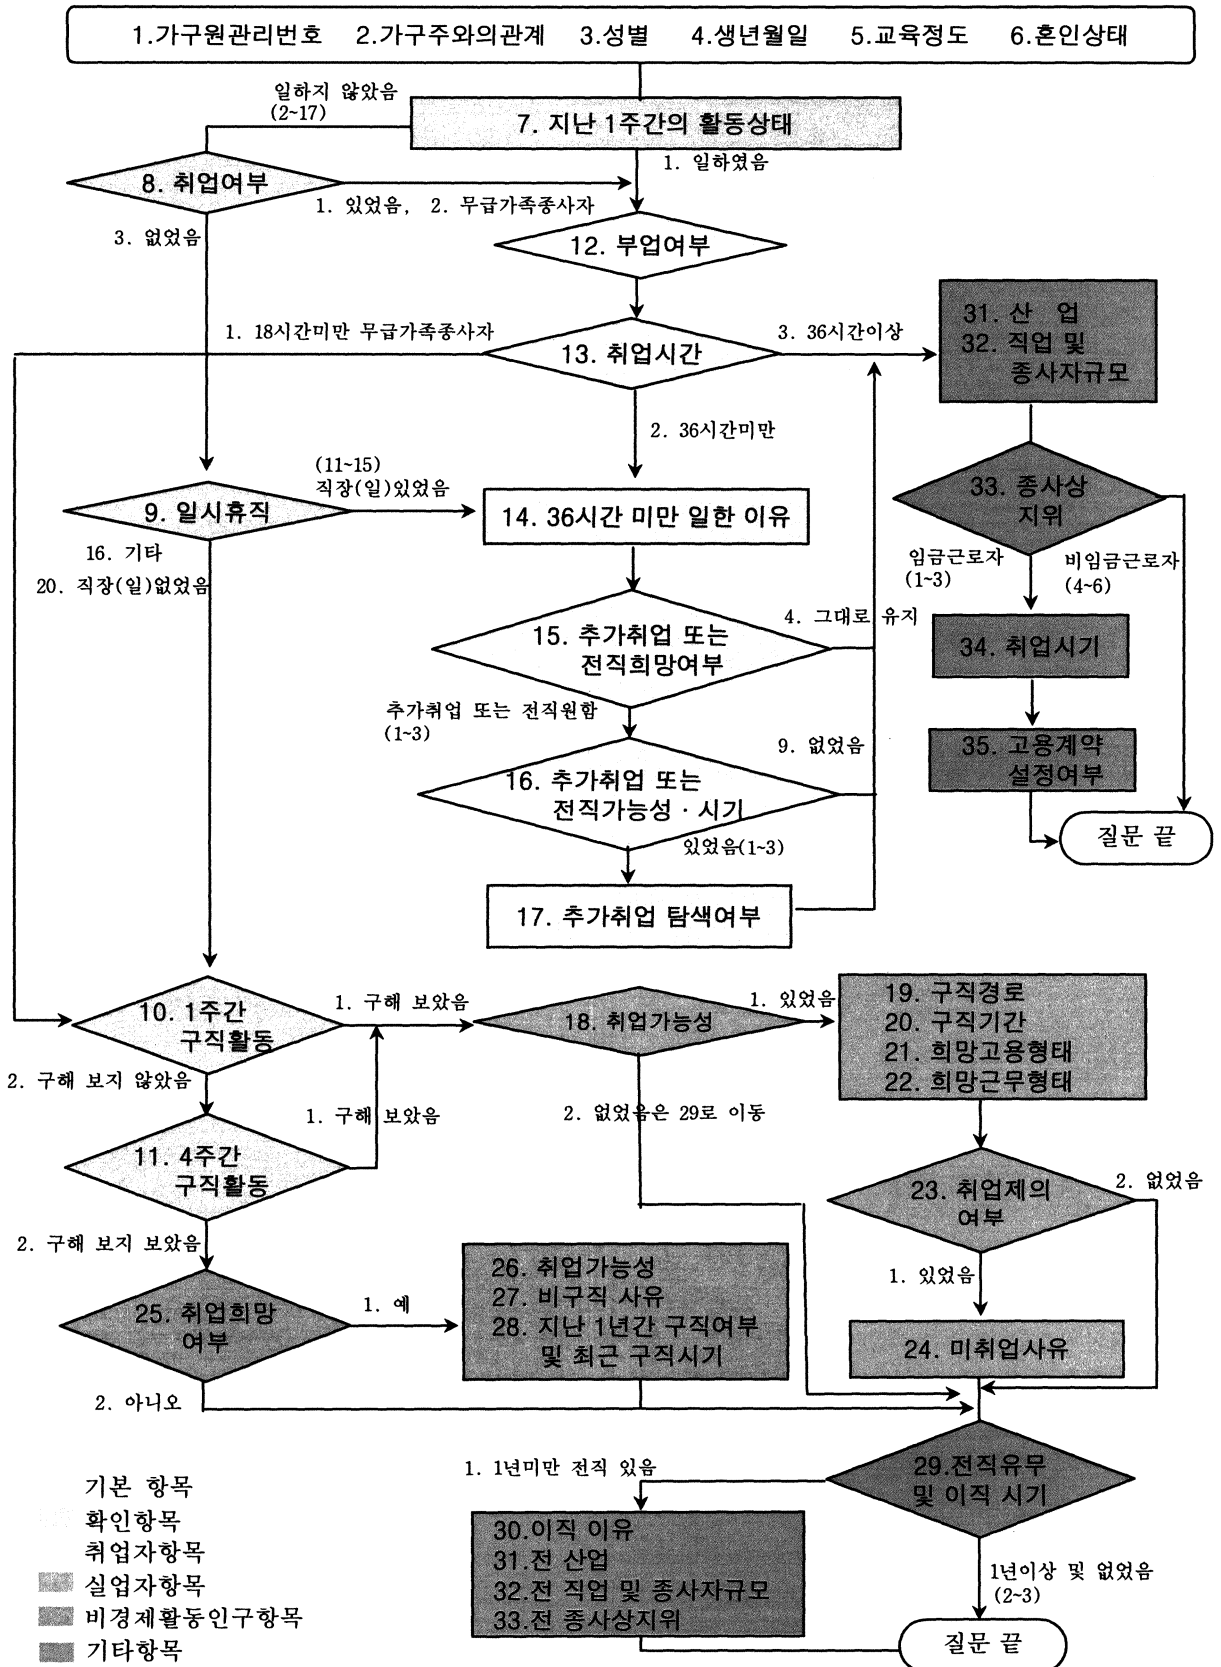 1.가구원관리번호 2.가구주와의관계 3.성별 4.생년월일 5.교육정도 6.혼인상태
일하지 않았음
(2~17)
7. 지난 1주간의 활동상태
1. 일하였음
8. 취업여부
1. 있었음, 2. 무급가족종사자
3. 없었음
12. 부업여부
1. 18시간미만 무급가족종사자
13. 취업시간
3. 36시간이상
31. 산 업
32. 직업 및
종사자규모
2. 36시간미만
(11~15)
직장(일)있었음
9. 일시휴직
14. 36시간 미만 일한 이유
33. 종사상
지위
16. 기타
20. 직장(일)없었음
임금근로자
(1~3)
비임금근로자
(4~6)
15. 추가취업 또는
전직희망여부
4. 그대로 유지
34. 취업시기
추가취업 또는 전직원함
(1~3)
9. 없었음
16. 추가취업 또는
전직가능성 · 시기
35. 고용계약
설정여부
있었음(1~3)
질문 끝
17. 추가취업 탐색여부
10. 1주간
구직활동
1. 구해 보았음
18. 취업가능성
1. 있었음
19. 구직경로
20. 구직기간
21. 희망고용형태
22. 희망근무형태
2. 구해 보지 않았음
1. 구해 보았음
2. 없었음은 29로 이동
11. 4주간
구직활동
23. 취업제의
여부
2. 없었음
2. 구해 보지 보았음
1. 있었음
25. 취업희망
여부
1. 예
26. 취업가능성
27. 비구직 사유
28. 지난 1년간 구직여부
및 최근 구직시기
24. 미취업사유
2. 아니오
29.전직유무
및 이직 시기
1. 1년미만 전직 있음
30.이직 이유
31.전 산업
32.전 직업 및 종사자규모
33.전 종사상지위
1년이상 및 없었음
(2~3)
질문 끝
기본 항목
확인항목
취업자항목
실업자항목
비경제활동인구항목
기타항목